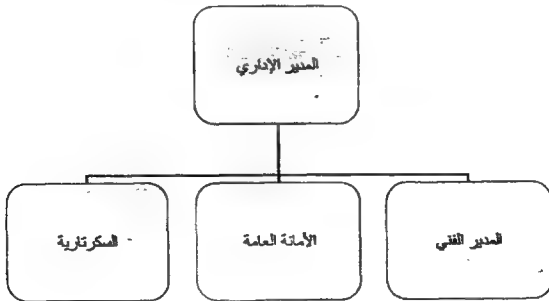 المدير الإداري
المدير الفني
الأمانة العامة
السكرتارية